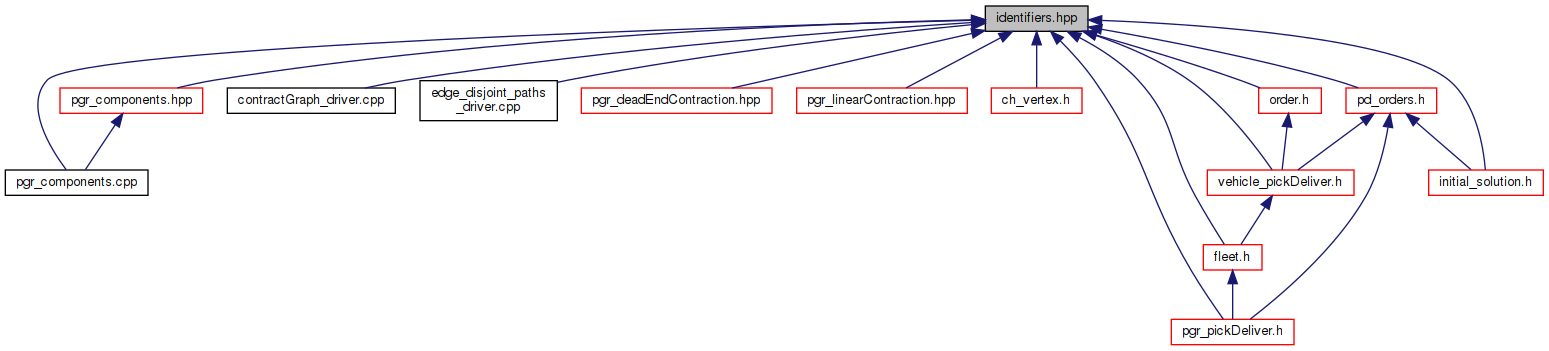 identifiers.hpp
pgr_components.hpp
contractGraph_driver.cpp
edge_disjoint_paths
_driver.cpp
pgr_deadEndContraction.hpp
pgr_linearContraction.hpp
ch_vertex.h
order.h
pd_orders.h
pgr_components.cpp
vehicle_pickDeliver.h
initial_solution.h
fleet.h
pgr_pickDeliver.h